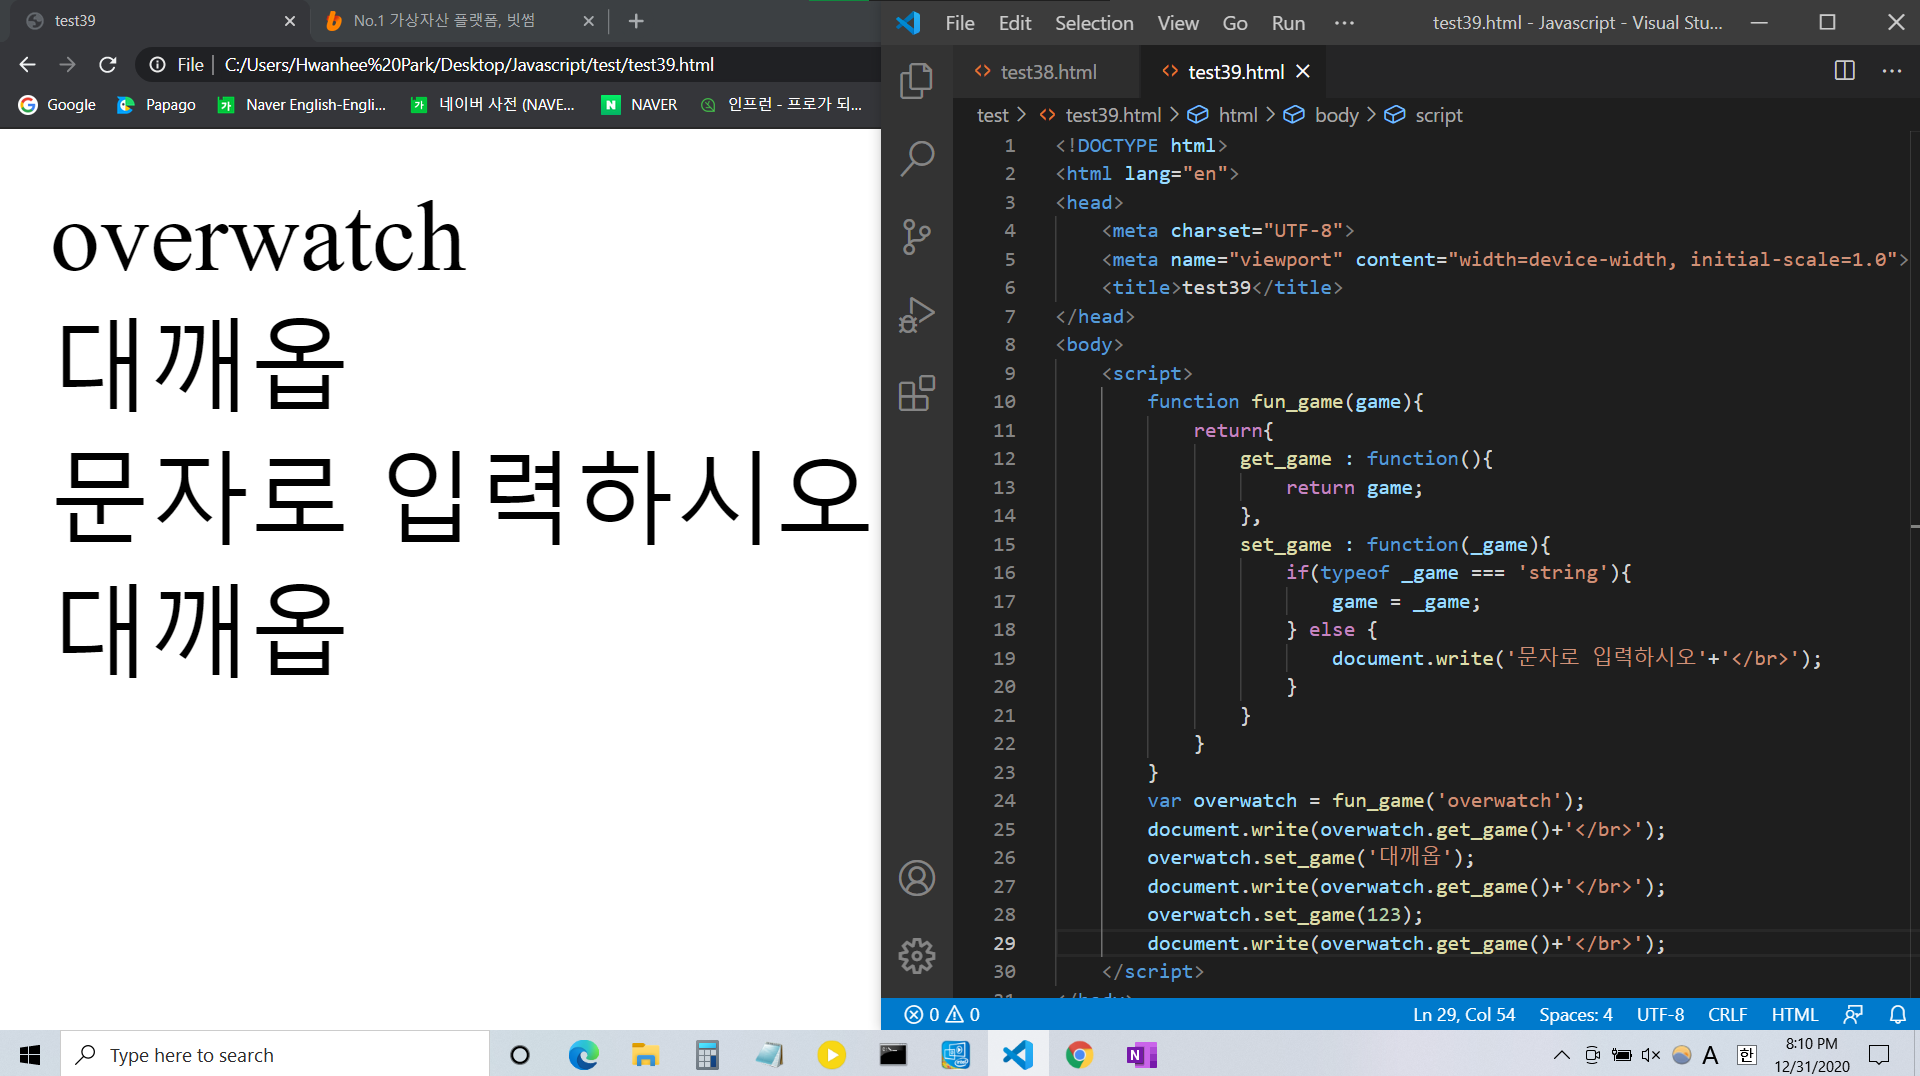 test39
No.1 가상자산 플랫폼, 빗썸
File
C:/Users/Hwanhee%20Park/Desktop/Javascript/test/test39.html
Google
Papago
Naver English-Engli...
네이버 사전 (NAVE...
NAVER
인프런 - 프로가 되...
overwatch
대깨옵
문자로 입력하시오
대깨옵
File Edit Selection View Go Run ···
test39.html - Javascript - Visual Stu...
test38.html
test39.html
test > test39.html > html > body > script
1 <!DOCTYPE html>
2 <html lang="en">
3 <head>
4 <meta charset="UTF-8">
5 <meta name="viewport" content="width=device-width, initial-scale=1.0">
6 <title>test39</title>
7 </head>
8 <body>
9 <script>
10 function fun_game(game){
11 return{
12 get_game : function(){
13 return game;
14 },
15 set_game : function(_game){
16 if(typeof _game === 'string'){
17 game = _game;
18 } else {
19 document.write('문자로 입력하시오'+'</br>');
20 }
21 }
22 }
23 }
24 var overwatch = fun_game('overwatch');
25 document.write(overwatch.get_game()+'</br>');
26 overwatch.set_game('대깨옵');
27 document.write(overwatch.get_game()+'</br>');
28 overwatch.set_game(123);
29 document.write(overwatch.get_game()+'</br>');
30 </script>
31 </body>
0 0
Ln 29, Col 54
Spaces: 4
UTF-8
CRLF
HTML
Type here to search
A
한
8:10 PM
12/31/2020